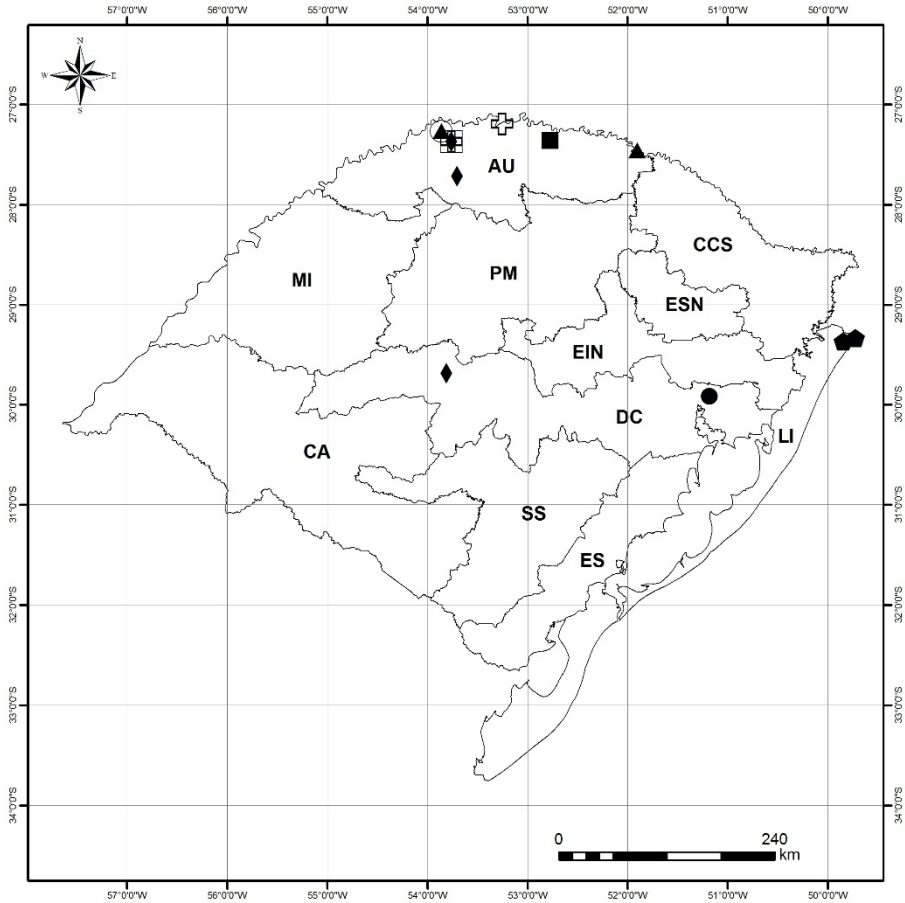 57°0'0"W 56°0'0"W 55°0'0"W 54°0'0"W 53°0'0"W 52°0'0"W 51°0'0"W 50°0'0"W
N
W E
S
27°0'0"S 27°0'0"S
AU
28°0'0"S 28°0'0"S
CCS
MI PM
29°0'0"S ESN 29°0'0"S
EIN
30°0'0"S DC 30°0'0"S
LI
CA
31°0'0"S SS 31°0'0"S
ES
32°0'0"S 32°0'0"S
33°0'0"S 33°0'0"S
34°0'0"S 34°0'0"S
0 240
km
57°0'0"W 56°0'0"W 55°0'0"W 54°0'0"W 53°0'0"W 52°0'0"W 51°0'0"W 50°0'0"W